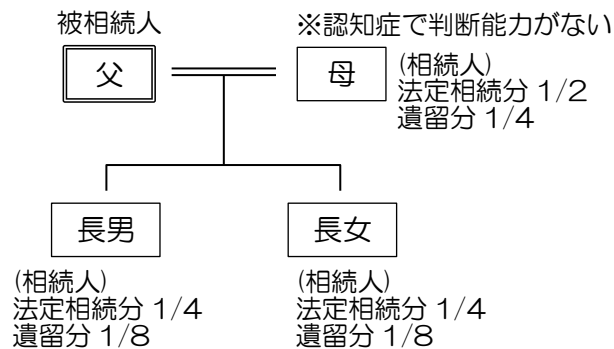 被相続人
※認知症で判断能力がない
父
母
(相続人)
法定相続分 1/2
遺留分 1/4
長男
長女
(相続人)
法定相続分 1/4
遺留分 1/8
(相続人)
法定相続分 1/4
遺留分 1/8